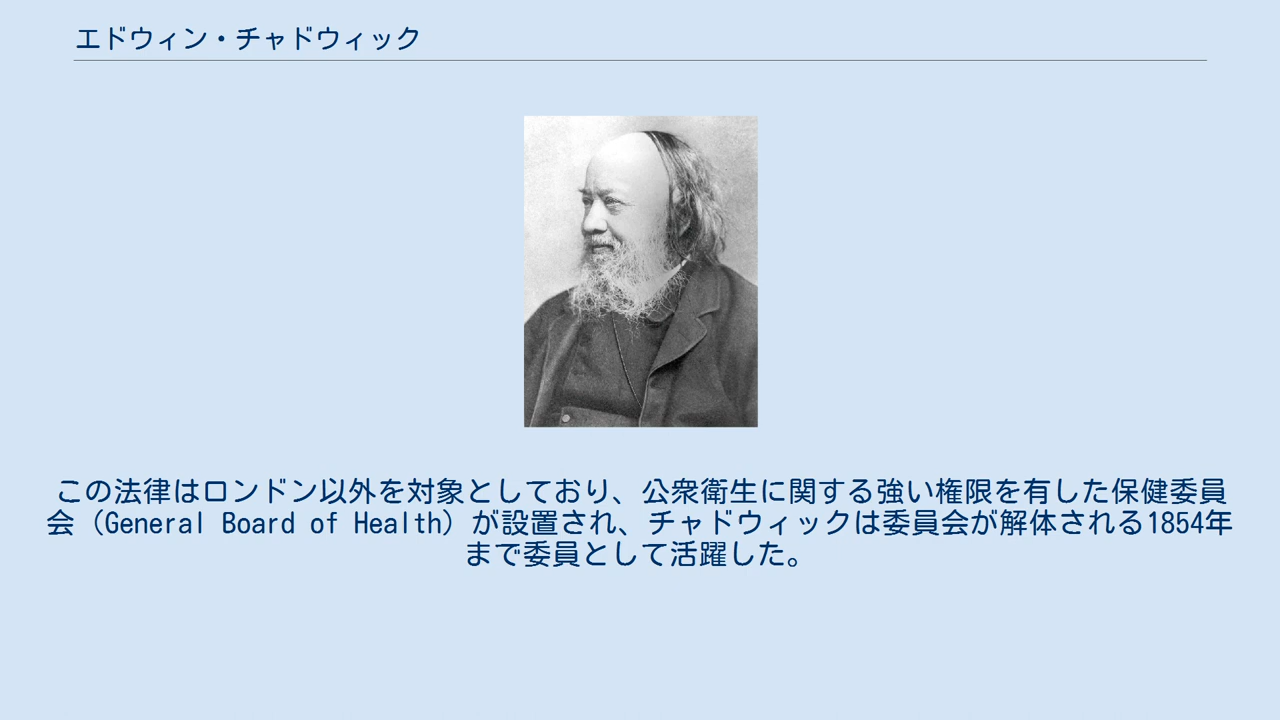 エドウィン・チャドウィック
この法律はロンドン以外を対象としており、公衆衛生に関する強い権限を有した保健委員
会（General Board of Health）が設置され、チャドウィックは委員会が解体される1854年
まで委員として活躍した。